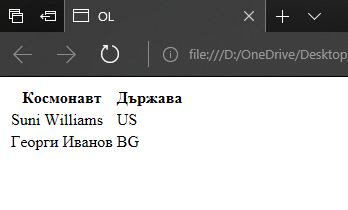 OL
file:///D:/OneDrive/Desktop
Космонавт Държава
Suni Williams US
Георги Иванов BG